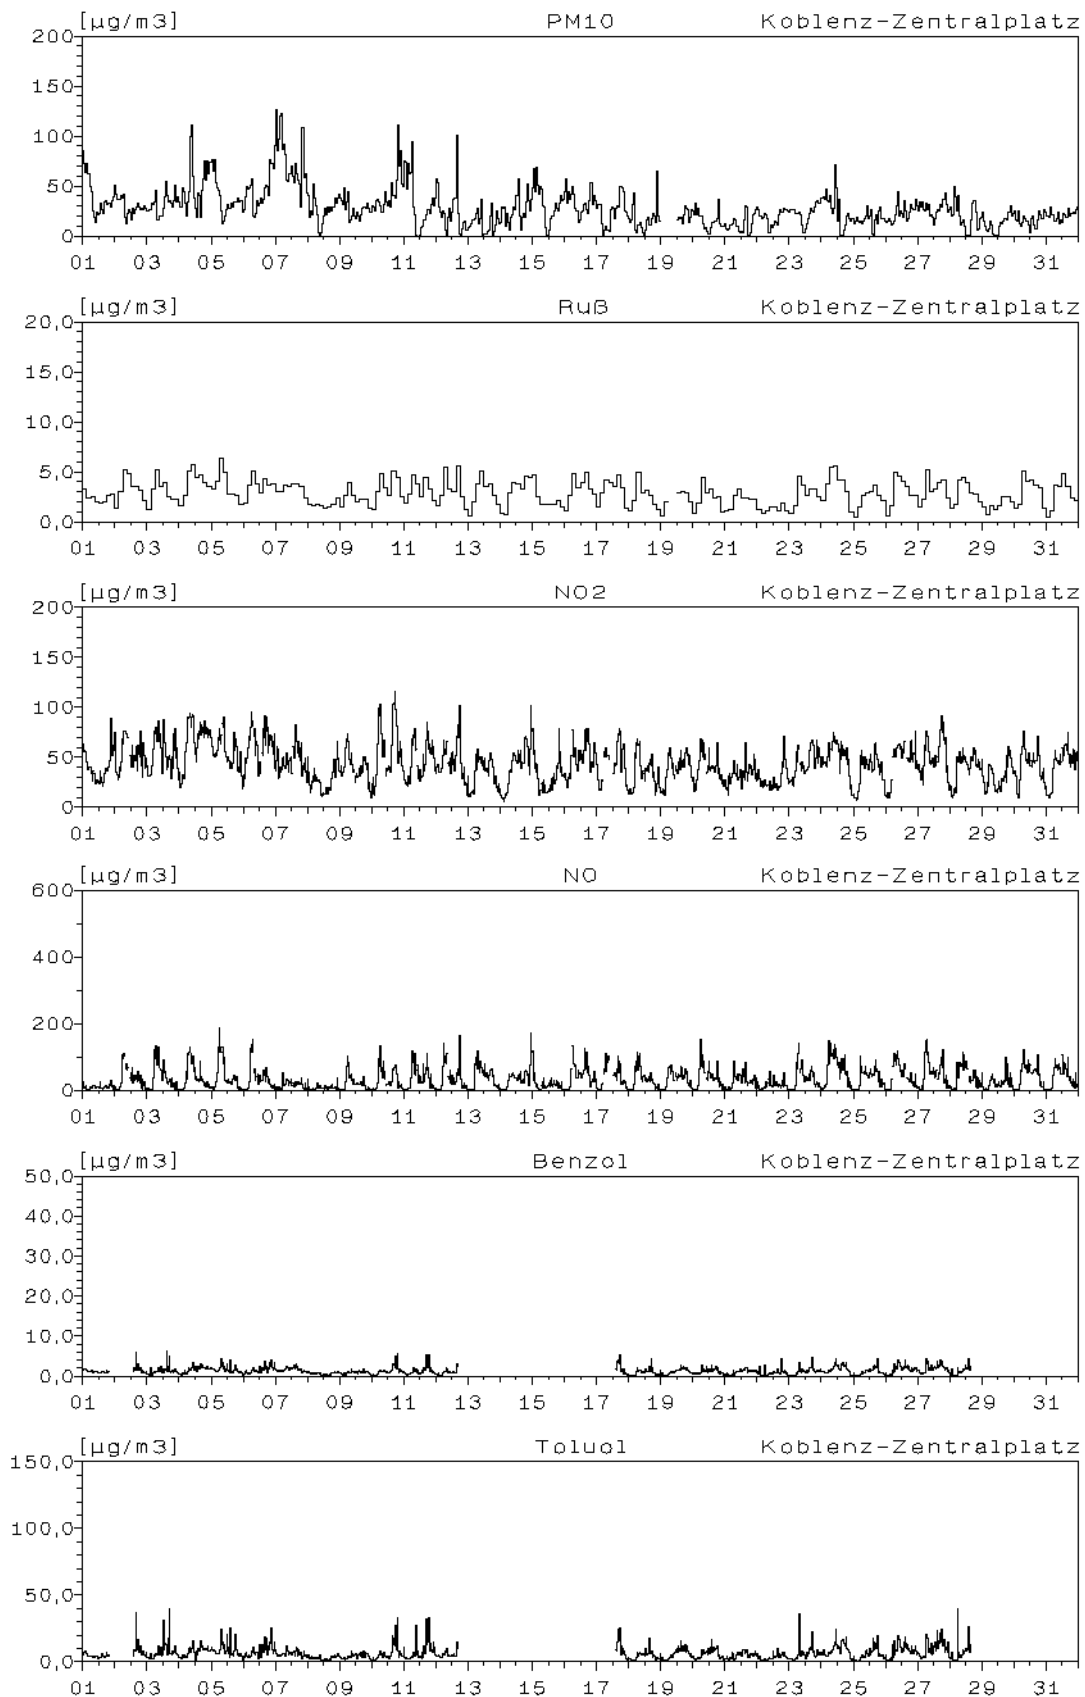 [µg/m3] PM10 Koblenz-Zentralplatz
200
150
100
50
0
01 03 05 07 09 11 13 15 17 19 21 23 25 27 29 31
[µg/m3] Ruß Koblenz-Zentralplatz
20,0
15,0
10,0
5,0
0,0
01 03 05 07 09 11 13 15 17 19 21 23 25 27 29 31
[µg/m3] NO2 Koblenz-Zentralplatz
200
150
100
50
0
01 03 05 07 09 11 13 15 17 19 21 23 25 27 29 31
[µg/m3] NO Koblenz-Zentralplatz
600
400
200
0
01 03 05 07 09 11 13 15 17 19 21 23 25 27 29 31
[µg/m3] Benzol Koblenz-Zentralplatz
50,0
40,0
30,0
20,0
10,0
0,0
01 03 05 07 09 11 13 15 17 19 21 23 25 27 29 31
[µg/m3] Toluol Koblenz-Zentralplatz
150,0
100,0
50,0
0,0
01 03 05 07 09 11 13 15 17 19 21 23 25 27 29 31